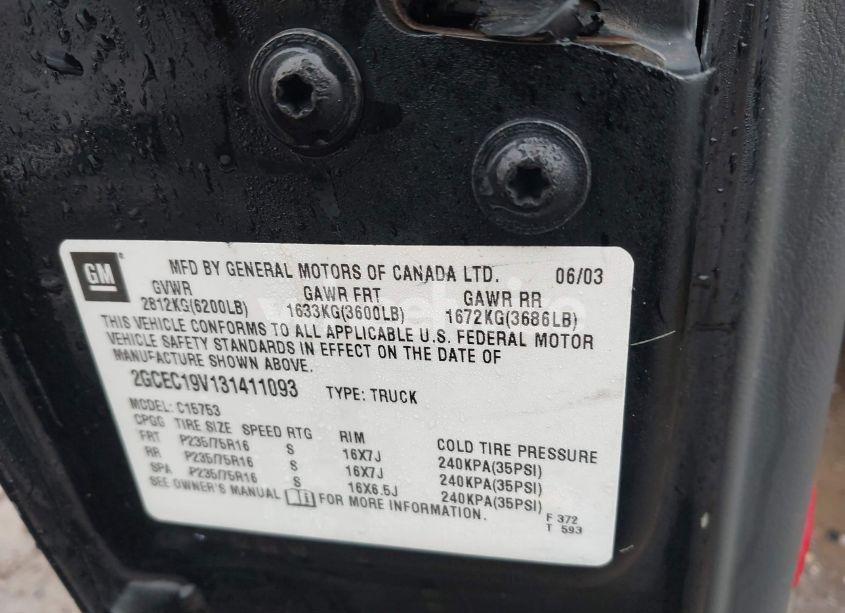 GM
MFD BY GENERAL MOTORS OF CANADA LTD. 06/03
GVWR GAWR FRT GAWR RR
2812KG(6200LB) 1633KG(3600LB) 1672KG(3686LB)
THIS VEHICLE CONFORMS TO ALL APPLICABLE U.S. FEDERAL MOTOR
VEHICLE SAFETY STANDARDS IN EFFECT ON THE DATE OF
MANUFACTURE SHOWN ABOVE.
2GCEC19V131411093 TYPE: TRUCK
MODEL: C15753
CPGG TIRE SIZE SPEED RTG RIM COLD TIRE PRESSURE
FRT P235/75R16 S 16X7J 240KPA(35PSI)
RR P235/75R16 S 16X7J 240KPA(35PSI)
SPA P235/75R16 S 16X6.5J 240KPA(35PSI)
SEE OWNER'S MANUAL FOR MORE INFORMATION.
F 372
T 593